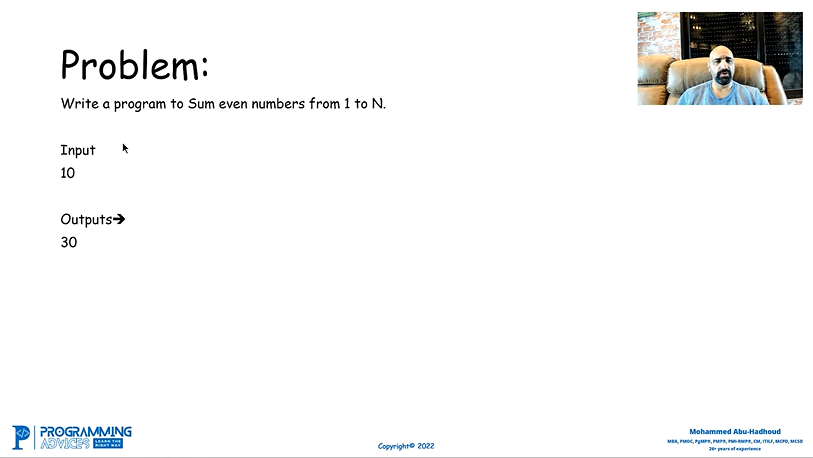 Problem:
Write a program to Sum even numbers from 1 to N.
Input
10
Outputs➔
30
PROGRAMMING
ADVICES LEARN THE RIGHT WAY
Copyright© 2022
Mohammed Abu-Hadhoud
MBA, PMOC, PgMP®, PMP®, PMI-RMP®, CM, ITILF, MCPD, MCSD
26+ years of experience